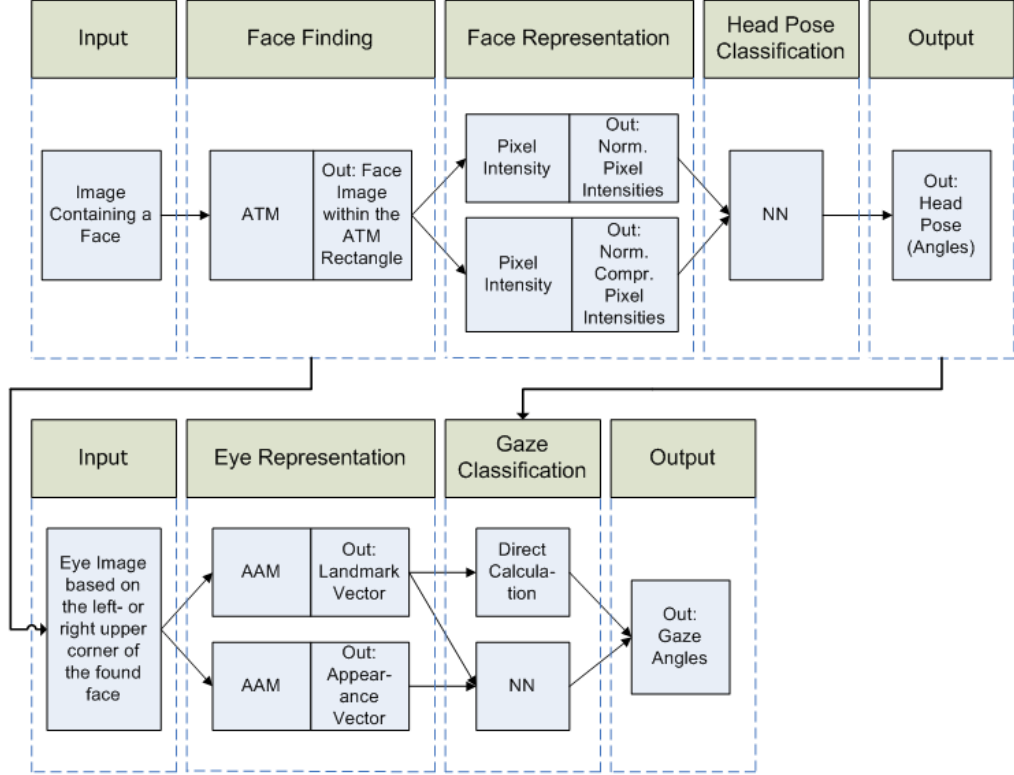 Input
Face Finding
Face Representation
Head Pose
Classification
Output
Image
Containing a
Face
ATM
Out: Face
Image
within the
ATM
Rectangle
Pixel
Intensity
Out:
Norm.
Pixel
Intensities
Pixel
Intensity
Out:
Norm.
Compr.
Pixel
Intensities
NN
Out:
Head
Pose
(Angles)
Input
Eye Representation
Gaze
Classification
Output
Eye Image
based on
the left- or
right upper
corner of
the found
face
AAM
Out:
Landmark
Vector
AAM
Out:
Appear-
ance
Vector
Direct
Calcula-
tion
NN
Out:
Gaze
Angles